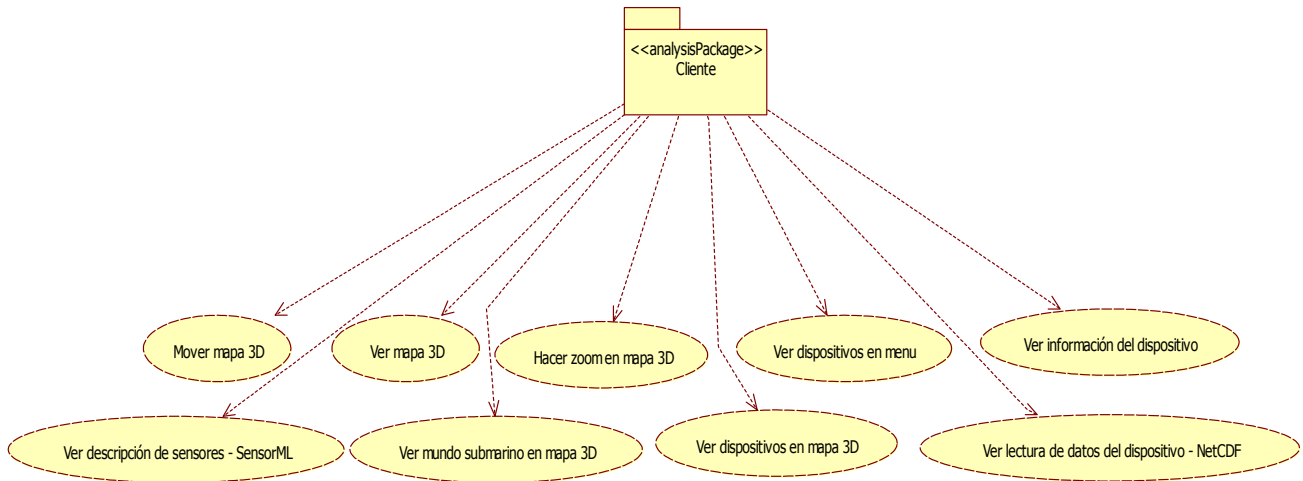 <<analysisPackage>>
Cliente
Mover mapa 3D
Ver mapa 3D
Hacer zoom en mapa 3D
Ver dispositivos en menu
Ver información del dispositivo
Ver descripción de sensores - SensorML
Ver mundo submarino en mapa 3D
Ver dispositivos en mapa 3D
Ver lectura de datos del dispositivo - NetCDF